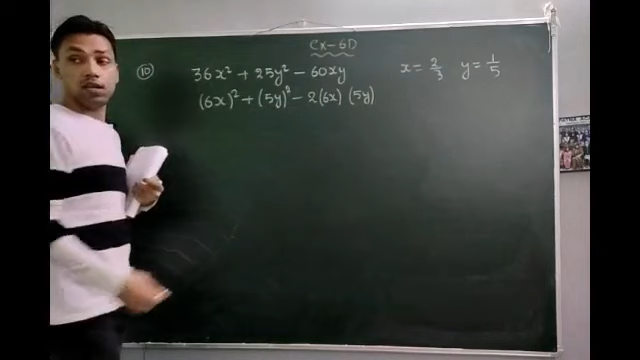 Ex-6D
(10) 36x² + 25y² - 60xy x = 2/3 y = 1/5
(6x)² + (5y)² - 2(6x) (5y)